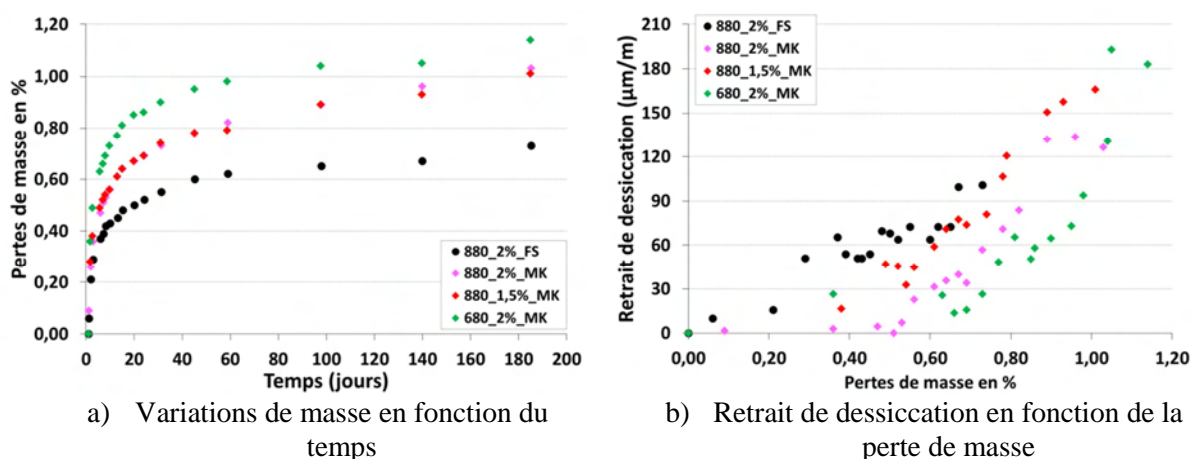 1,20
1,00
0,80
0,60
0,40
0,20
0,00
Pertes de masse en %
880_2%_FS
880_2%_MK
880_1,5%_MK
680_2%_MK
0 20 40 60 80 100 120 140 160 180 200
Temps (jours)
a) Variations de masse en fonction du
temps
210
180
150
120
90
60
30
0
Retrait de dessiccation (µm/m)
880_2%_FS
880_2%_MK
880_1,5%_MK
680_2%_MK
0,00 0,20 0,40 0,60 0,80 1,00 1,20
Pertes de masse en %
b) Retrait de dessiccation en fonction de la
perte de masse